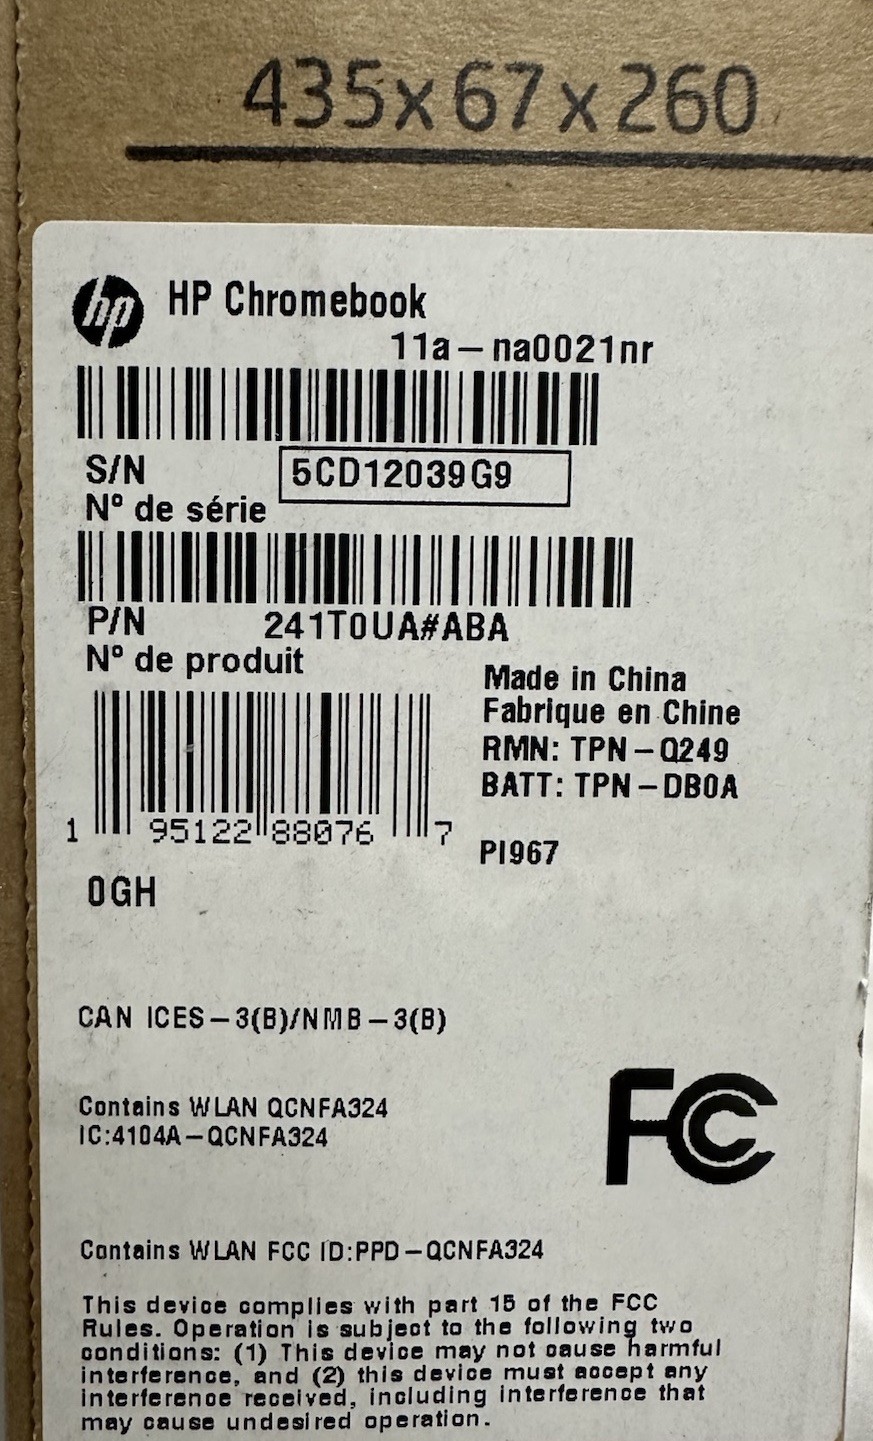 435x67x260
hp HP Chromebook
11a-na0021nr
S/N 5CD12039G9
Nº de série
P/N 241T0UA#ABA
Nº de produit
Made in China
Fabrique en Chine
RMN: TPN-Q249
BATT: TPN-DB0A
1 95122 88076 7
PI967
0GH
CAN ICES-3(B)/NMB-3(B)
Contains WLAN QCNFA324
IC:4104A-QCNFA324
FC
Contains WLAN FCC ID:PPD-QCNFA324
This device complies with part 15 of the FCC
Rules. Operation is subject to the following two
conditions: (1) This device may not cause harmful
interference, and (2) this device must accept any
interference received, including interference that
may cause undesired operation.